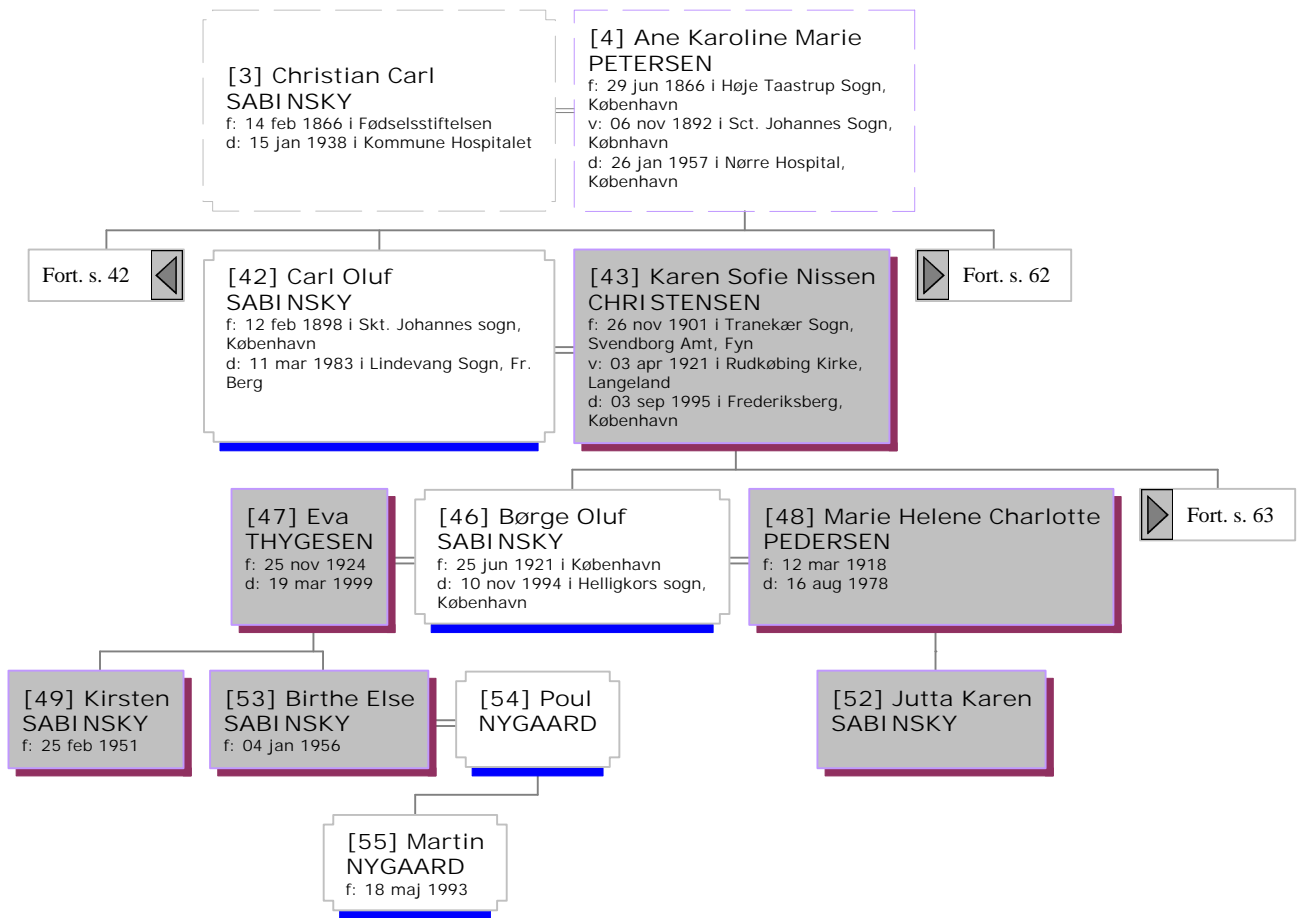 [3] Christian Carl
SABINSKY
f: 14 feb 1866 i Fødselsstiftelsen
d: 15 jan 1938 i Kommune Hospitalet
[4] Ane Karoline Marie
PETERSEN
f: 29 jun 1866 i Høje Taastrup Sogn,
København
v: 06 nov 1892 i Sct. Johannes Sogn,
Købnhavn
d: 26 jan 1957 i Nørre Hospital,
København
Fort. s. 42
[42] Carl Oluf
SABINSKY
f: 12 feb 1898 i Skt. Johannes sogn,
København
d: 11 mar 1983 i Lindevang Sogn, Fr.
Berg
[43] Karen Sofie Nissen
CHRISTENSEN
f: 26 nov 1901 i Tranekær Sogn,
Svendborg Amt, Fyn
v: 03 apr 1921 i Rudkøbing Kirke,
Langeland
d: 03 sep 1995 i Frederiksberg,
København
Fort. s. 62
[47] Eva
THYGESEN
f: 25 nov 1924
d: 19 mar 1999
[46] Børge Oluf
SABINSKY
f: 25 jun 1921 i København
d: 10 nov 1994 i Helligkors sogn,
København
[48] Marie Helene Charlotte
PEDERSEN
f: 12 mar 1918
d: 16 aug 1978
Fort. s. 63
[49] Kirsten
SABINSKY
f: 25 feb 1951
[53] Birthe Else
SABINSKY
f: 04 jan 1956
[54] Poul
NYGAARD
[52] Jutta Karen
SABINSKY
[55] Martin
NYGAARD
f: 18 maj 1993